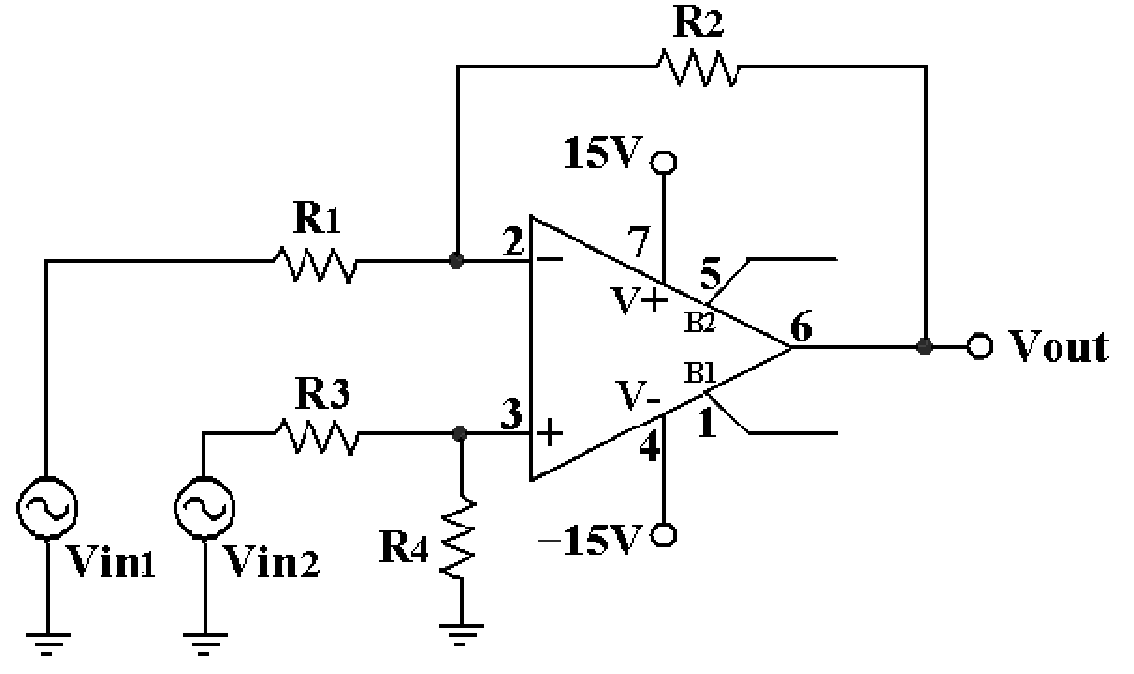 R2
15V
R1
2
−
7
5
V+
B2
6
Vout
B1
R3
V-
3
+
4
1
R4
−15V
Vin1
Vin2